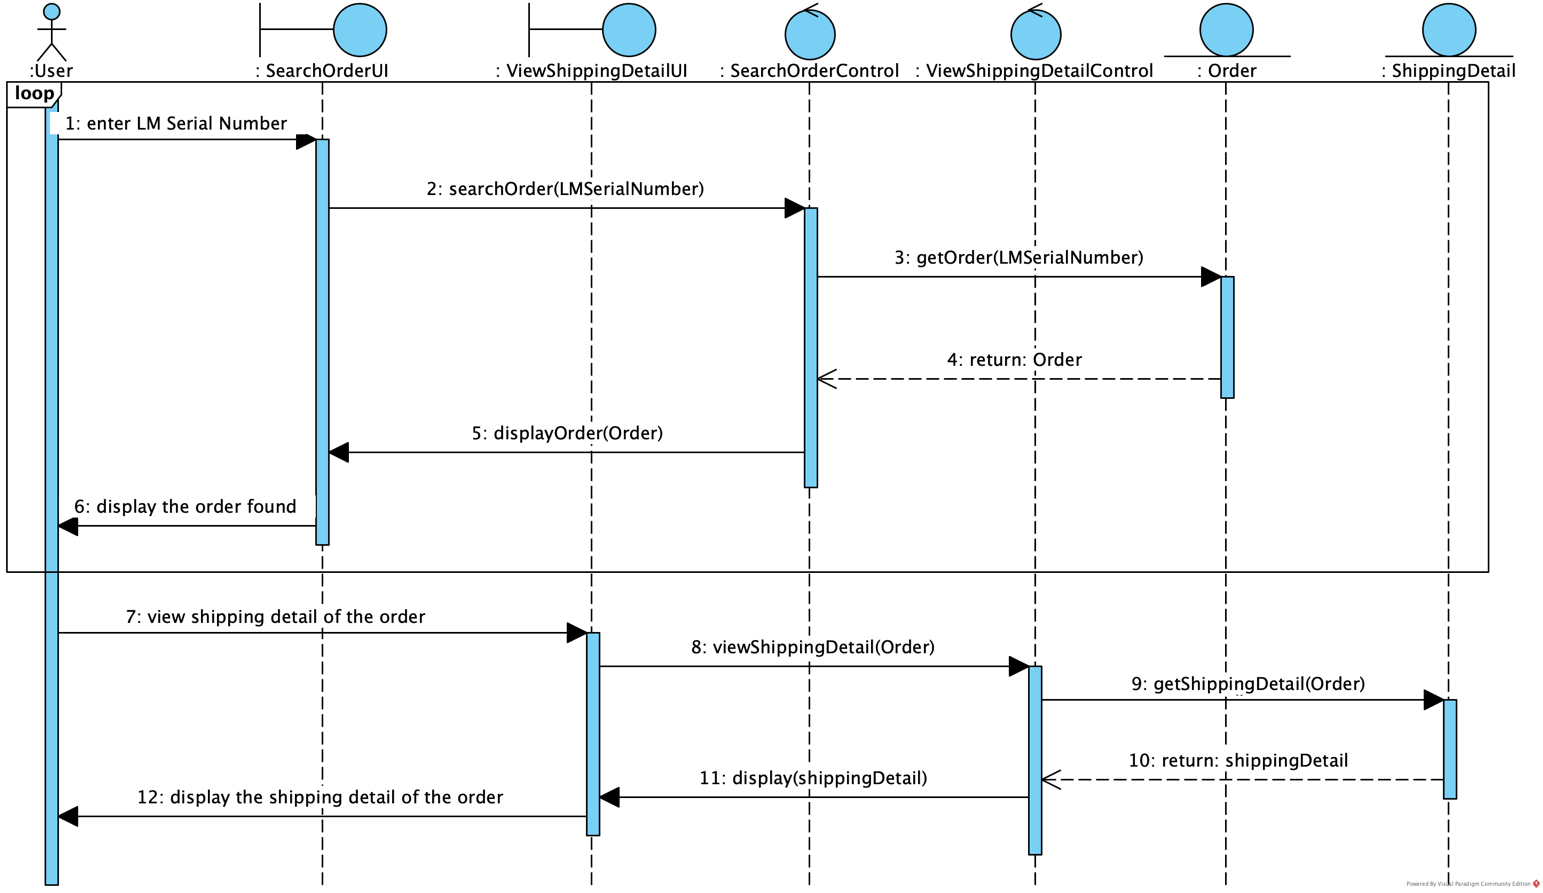 :User
: SearchOrderUI
: ViewShippingDetailUI
: SearchOrderControl
: ViewShippingDetailControl
: Order
: ShippingDetail
loop
1: enter LM Serial Number
2: searchOrder(LMSerialNumber)
3: getOrder(LMSerialNumber)
4: return: Order
5: displayOrder(Order)
6: display the order found
7: view shipping detail of the order
8: viewShippingDetail(Order)
9: getShippingDetail(Order)
10: return: shippingDetail
11: display(shippingDetail)
12: display the shipping detail of the order
Powered By Visual Paradigm Community Edition